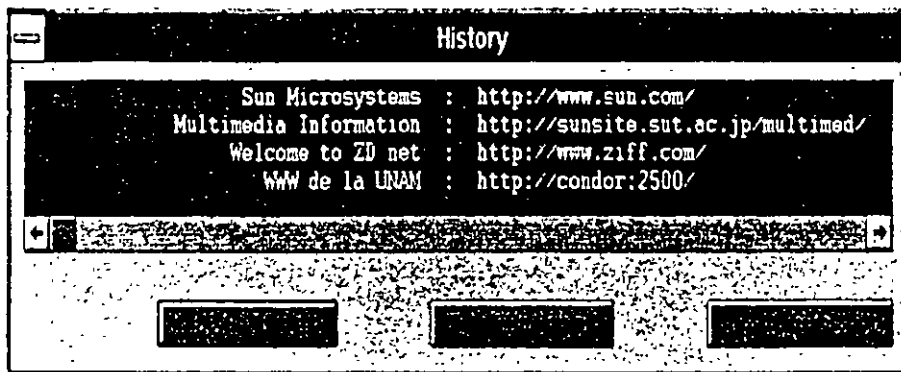 History
Sun Microsystems : http://www.sun.com/
Multimedia Information : http://sunsite.sut.ac.jp/multimed/
Welcome to ZD net : http://www.ziff.com/
WWW de la UNAM : http://condor:2500/